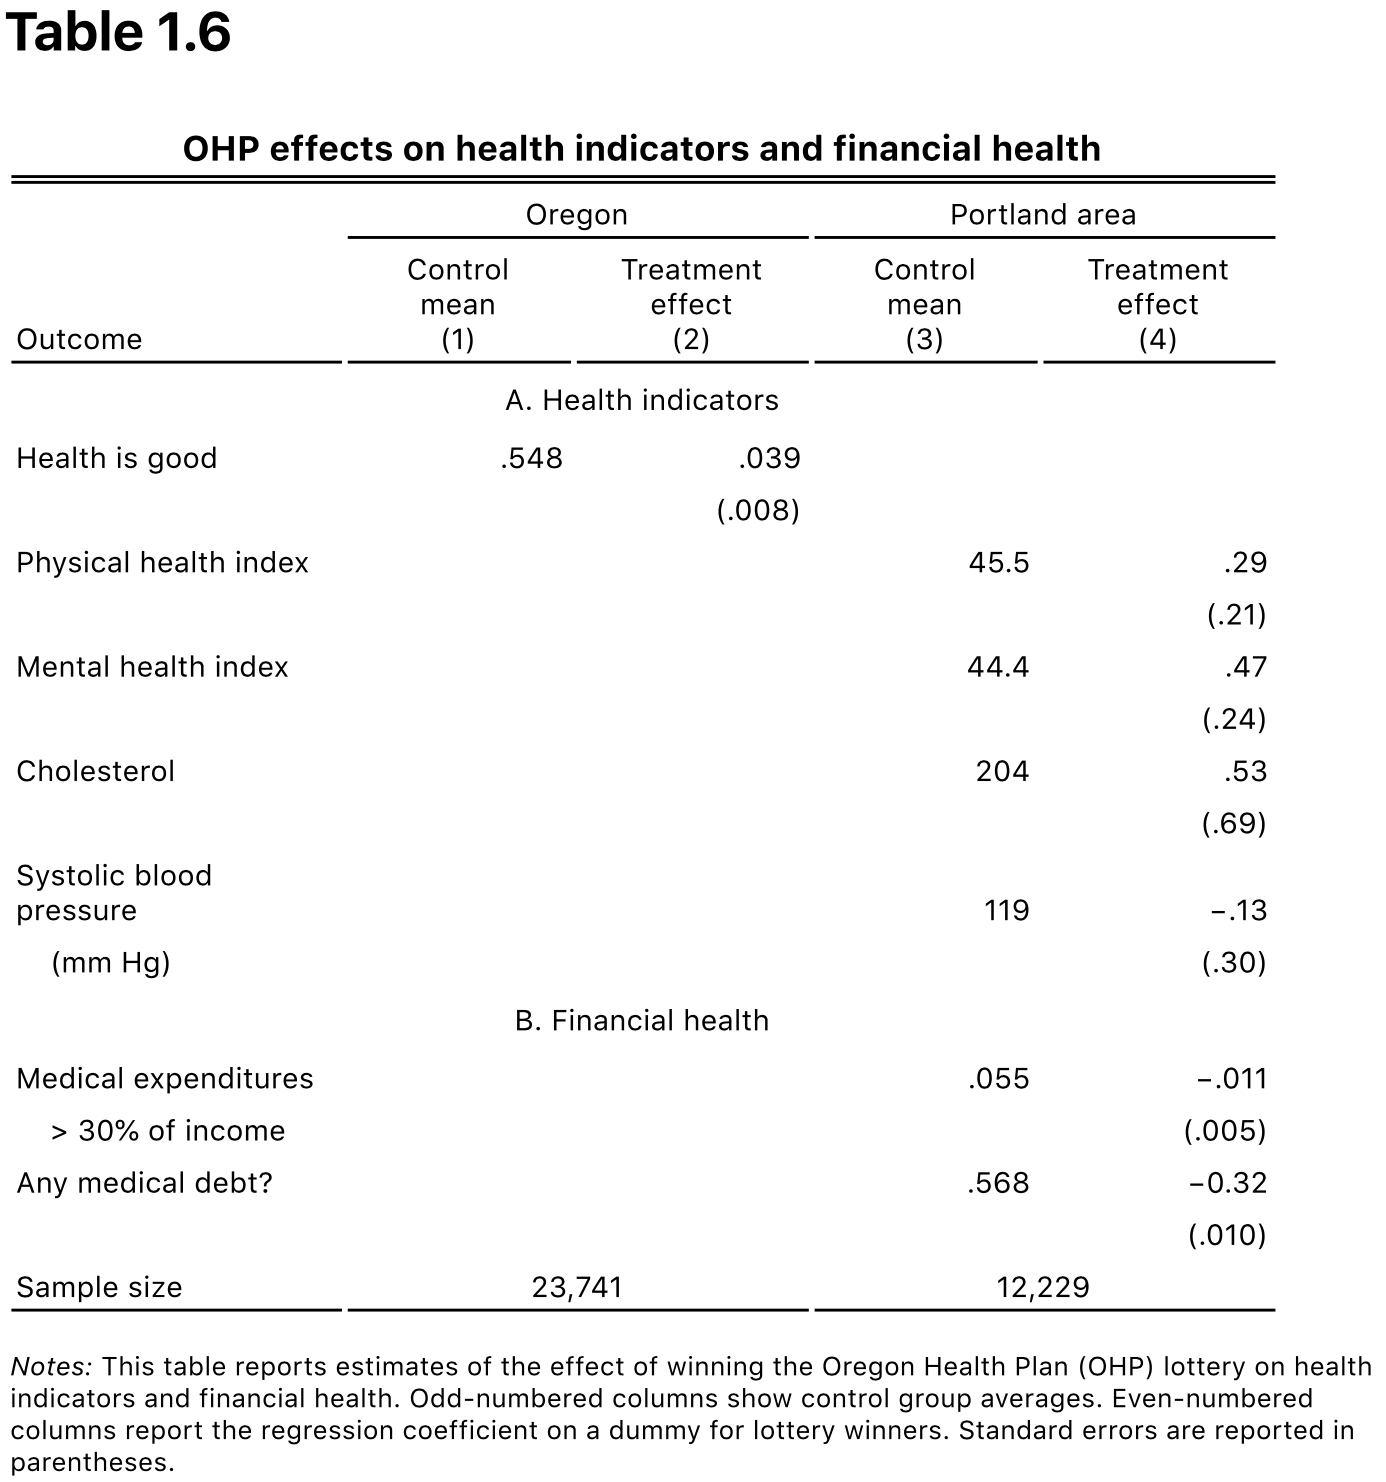 Table 1.6
OHP effects on health indicators and financial health
Oregon Portland area
Control Treatment Control Treatment
mean effect mean effect
Outcome (1) (2) (3) (4)
A. Health indicators
Health is good .548 .039
(.008)
Physical health index 45.5 .29
(.21)
Mental health index 44.4 .47
(.24)
Cholesterol 204 .53
(.69)
Systolic blood
pressure 119 −.13
(mm Hg) (.30)
B. Financial health
Medical expenditures .055 −.011
> 30% of income (.005)
Any medical debt? .568 −0.32
(.010)
Sample size 23,741 12,229
Notes: This table reports estimates of the effect of winning the Oregon Health Plan (OHP) lottery on health
indicators and financial health. Odd-numbered columns show control group averages. Even-numbered
columns report the regression coefficient on a dummy for lottery winners. Standard errors are reported in
parentheses.